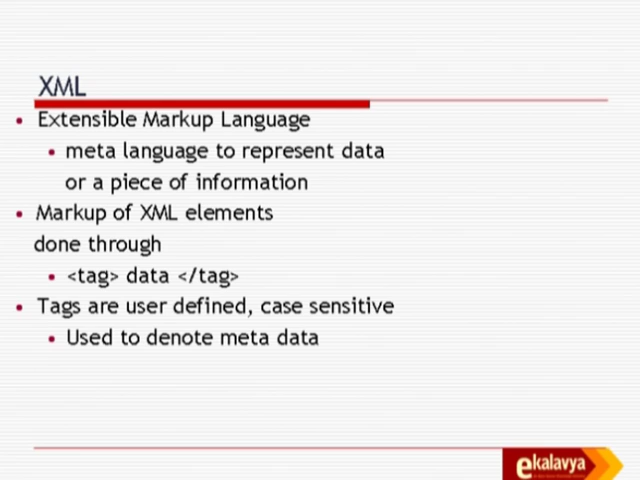 XML
• Extensible Markup Language
• meta language to represent data
or a piece of information
• Markup of XML elements
done through
• <tag> data </tag>
• Tags are user defined, case sensitive
• Used to denote meta data
ekalavya